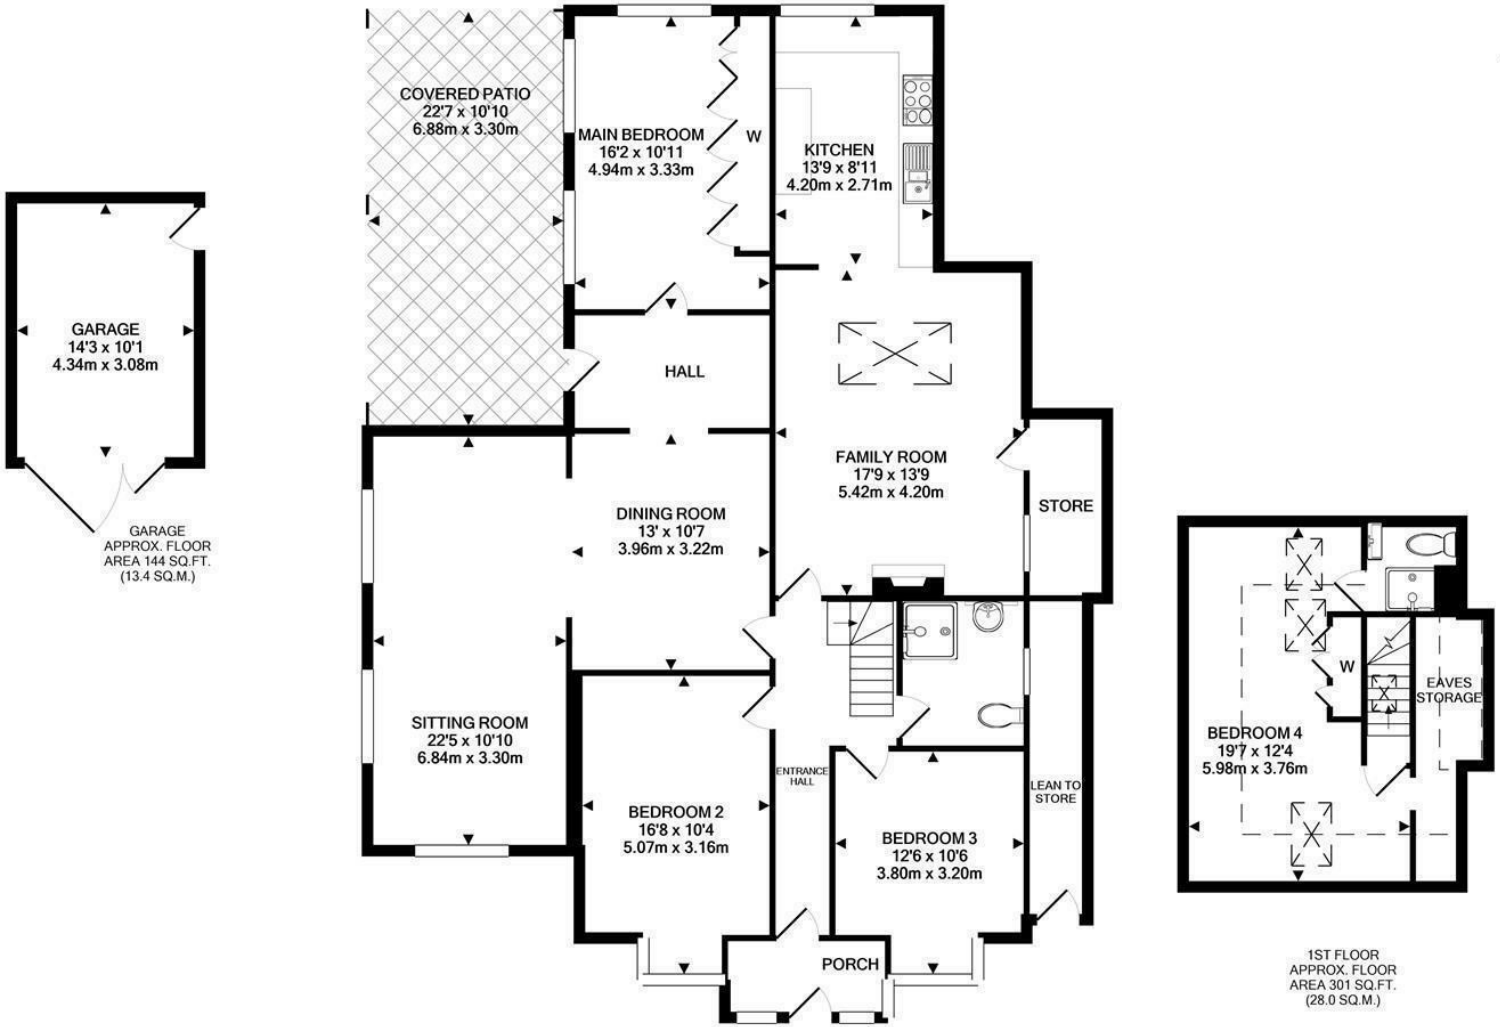 COVERED PATIO
22'7 x 10'10
6.88m x 3.30m
MAIN BEDROOM
16'2 x 10'11
4.94m x 3.33m
W
KITCHEN
13'9 x 8'11
4.20m x 2.71m
GARAGE
14'3 x 10'1
4.34m x 3.08m
HALL
FAMILY ROOM
17'9 x 13'9
5.42m x 4.20m
STORE
DINING ROOM
13' x 10'7
3.96m x 3.22m
GARAGE
APPROX. FLOOR
AREA 144 SQ.FT.
(13.4 SQ.M.)
SITTING ROOM
22'5 x 10'10
6.84m x 3.30m
W
EAVES
STORAGE
BEDROOM 4
19'7 x 12'4
5.98m x 3.76m
ENTRANCE
HALL
LEAN TO
STORE
BEDROOM 2
16'8 x 10'4
5.07m x 3.16m
BEDROOM 3
12'6 x 10'6
3.80m x 3.20m
PORCH
1ST FLOOR
APPROX. FLOOR
AREA 301 SQ.FT.
(28.0 SQ.M.)